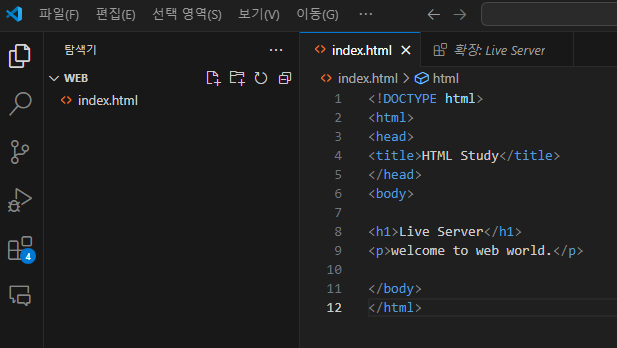 파일(F) 편집(E) 선택 영역(S) 보기(V) 이동(G) ···
탐색기 ···
WEB
index.html
4
index.html 확장: Live Server
index.html > html
1 <!DOCTYPE html>
2 <html>
3 <head>
4 <title>HTML Study</title>
5 </head>
6 <body>
7
8 <h1>Live Server</h1>
9 <p>welcome to web world.</p>
10
11 </body>
12 </html>